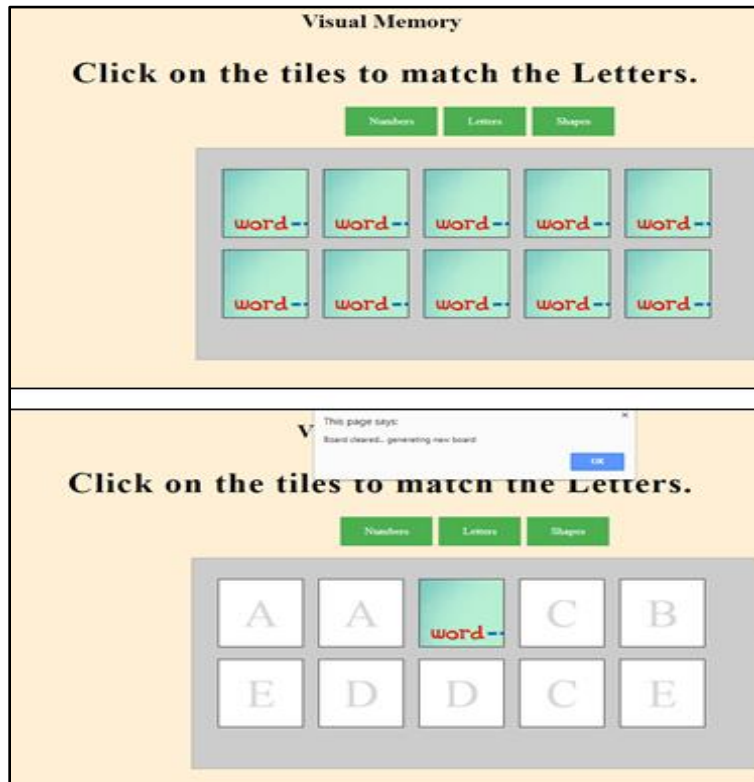 Visual Memory
Click on the tiles to match the Letters.
Numbers Letters Shapes
word-- word-- word-- word-- word--
word-- word-- word-- word-- word--
V
This page says:
Board cleared... generating new board
OK
Click on the tiles to match the Letters.
Numbers Letters Shapes
A A word-- C B
E D D C E